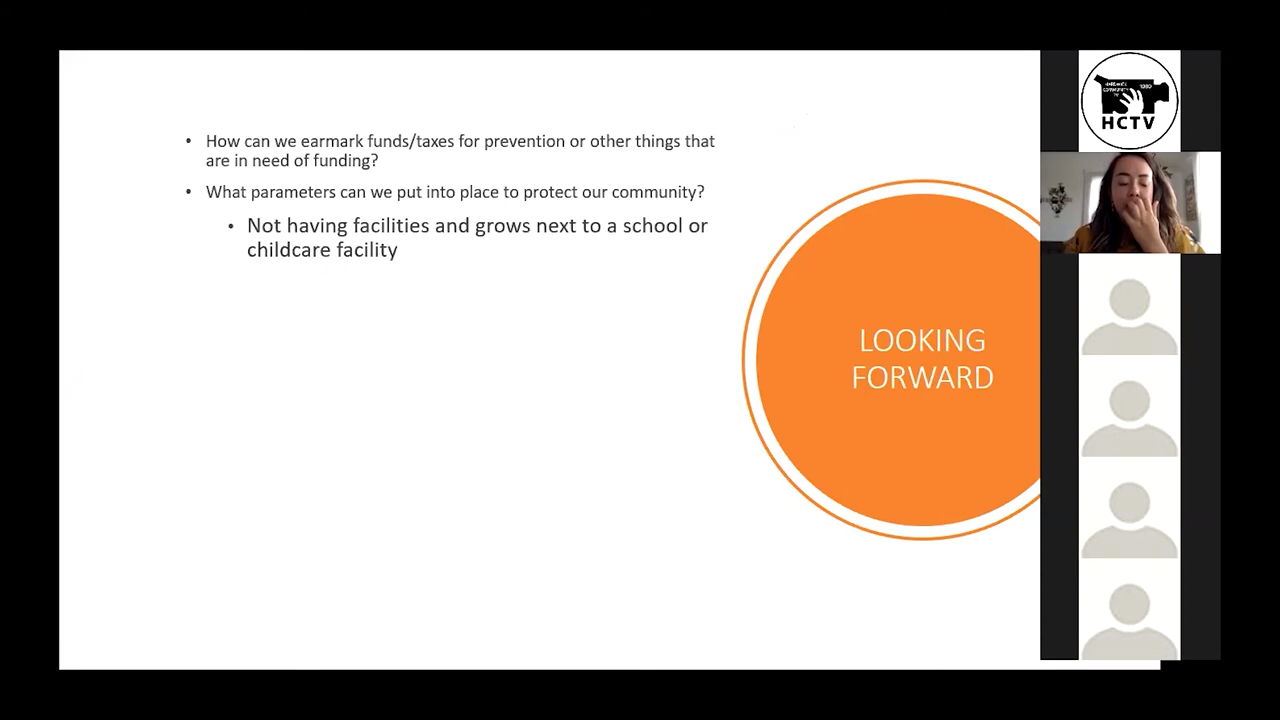 • How can we earmark funds/taxes for prevention or other things that
are in need of funding?
• What parameters can we put into place to protect our community?
• Not having facilities and grows next to a school or
childcare facility
LOOKING
FORWARD
HCTV